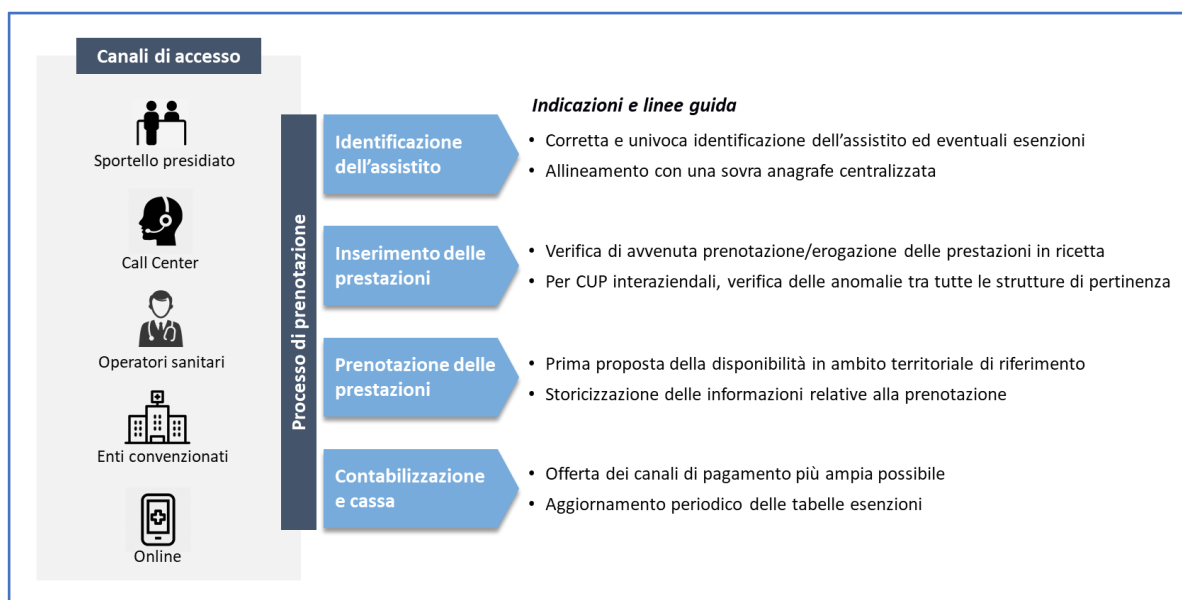 Canali di accesso
Sportello presidiato
Call Center
Operatori sanitari
Enti convenzionati
Online
Processo di prenotazione
Indicazioni e linee guida
Identificazione
dell'assistito
• Corretta e univoca identificazione dell'assistito ed eventuali esenzioni
• Allineamento con una sovra anagrafe centralizzata
Inserimento delle
prestazioni
• Verifica di avvenuta prenotazione/erogazione delle prestazioni in ricetta
• Per CUP interaziendali, verifica delle anomalie tra tutte le strutture di pertinenza
Prenotazione delle
prestazioni
• Prima proposta della disponibilità in ambito territoriale di riferimento
• Storicizzazione delle informazioni relative alla prenotazione
Contabilizzazione
e cassa
• Offerta dei canali di pagamento più ampia possibile
• Aggiornamento periodico delle tabelle esenzioni